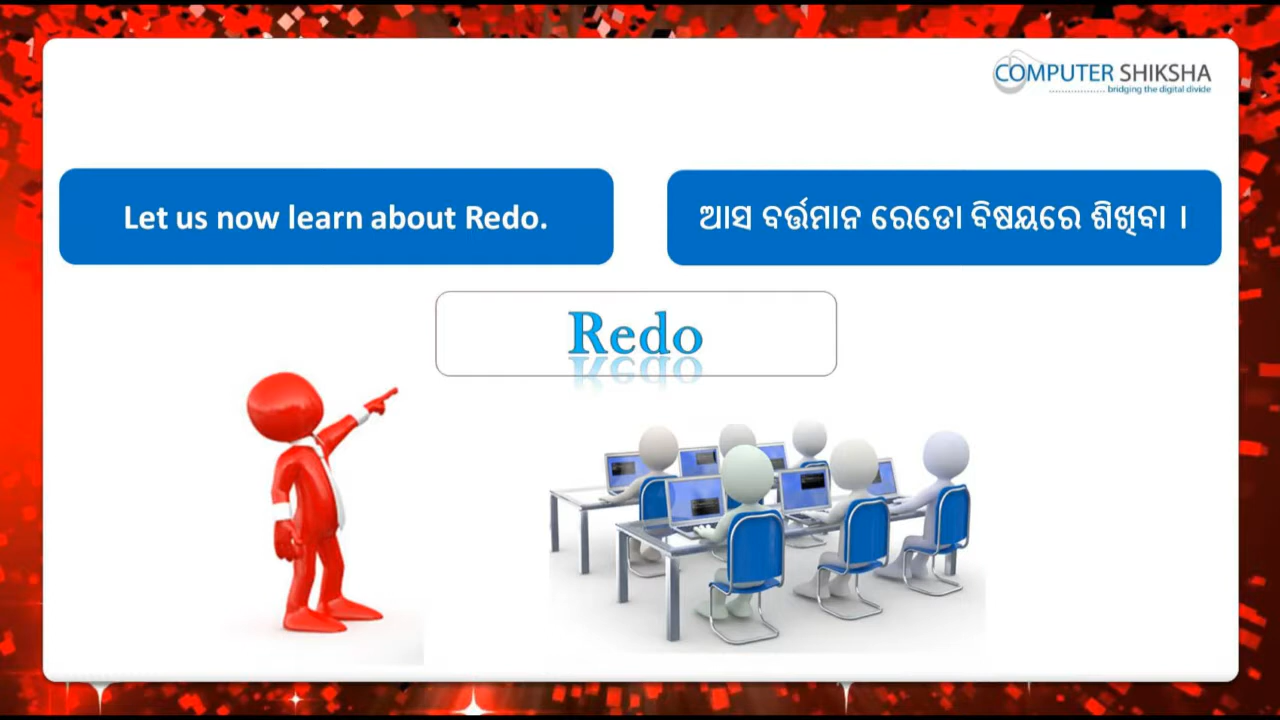 COMPUTER SHIKSHA
bridging the digital divide
Let us now learn about Redo.
ଆସ ବର୍ତ୍ତମାନ ରେଡୋ ବିଷୟରେ ଶିଖିବା ।
Redo